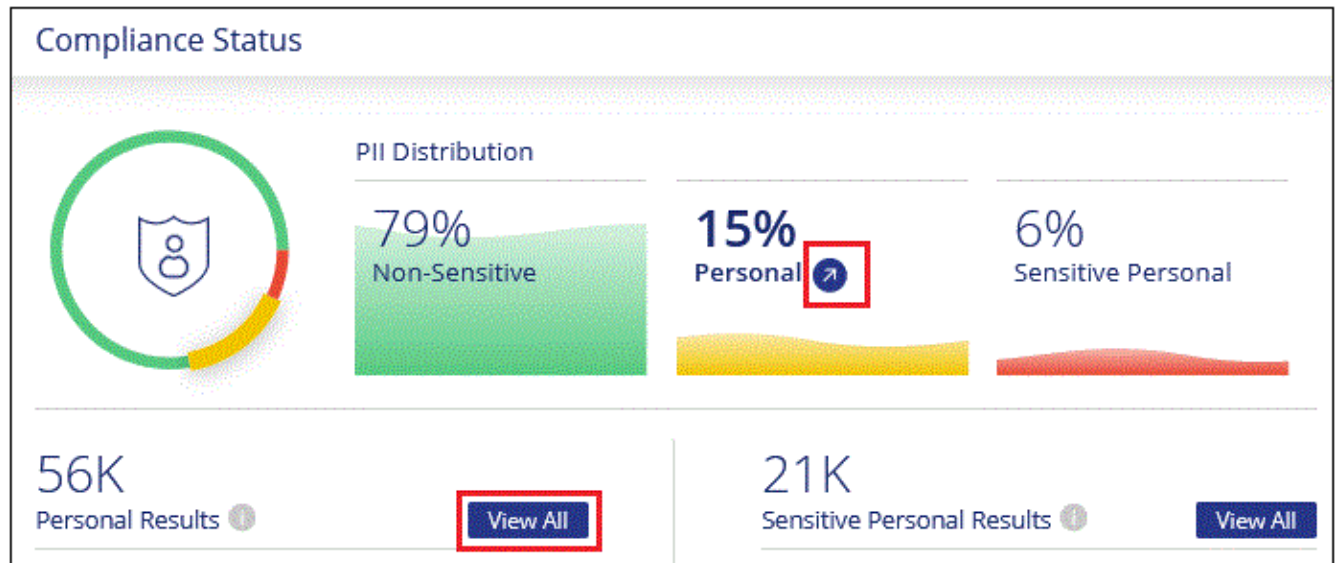 Compliance Status
PII Distribution
79%
Non-Sensitive
15%
Personal
6%
Sensitive Personal
56K
Personal Results
View All
21K
Sensitive Personal Results
View All